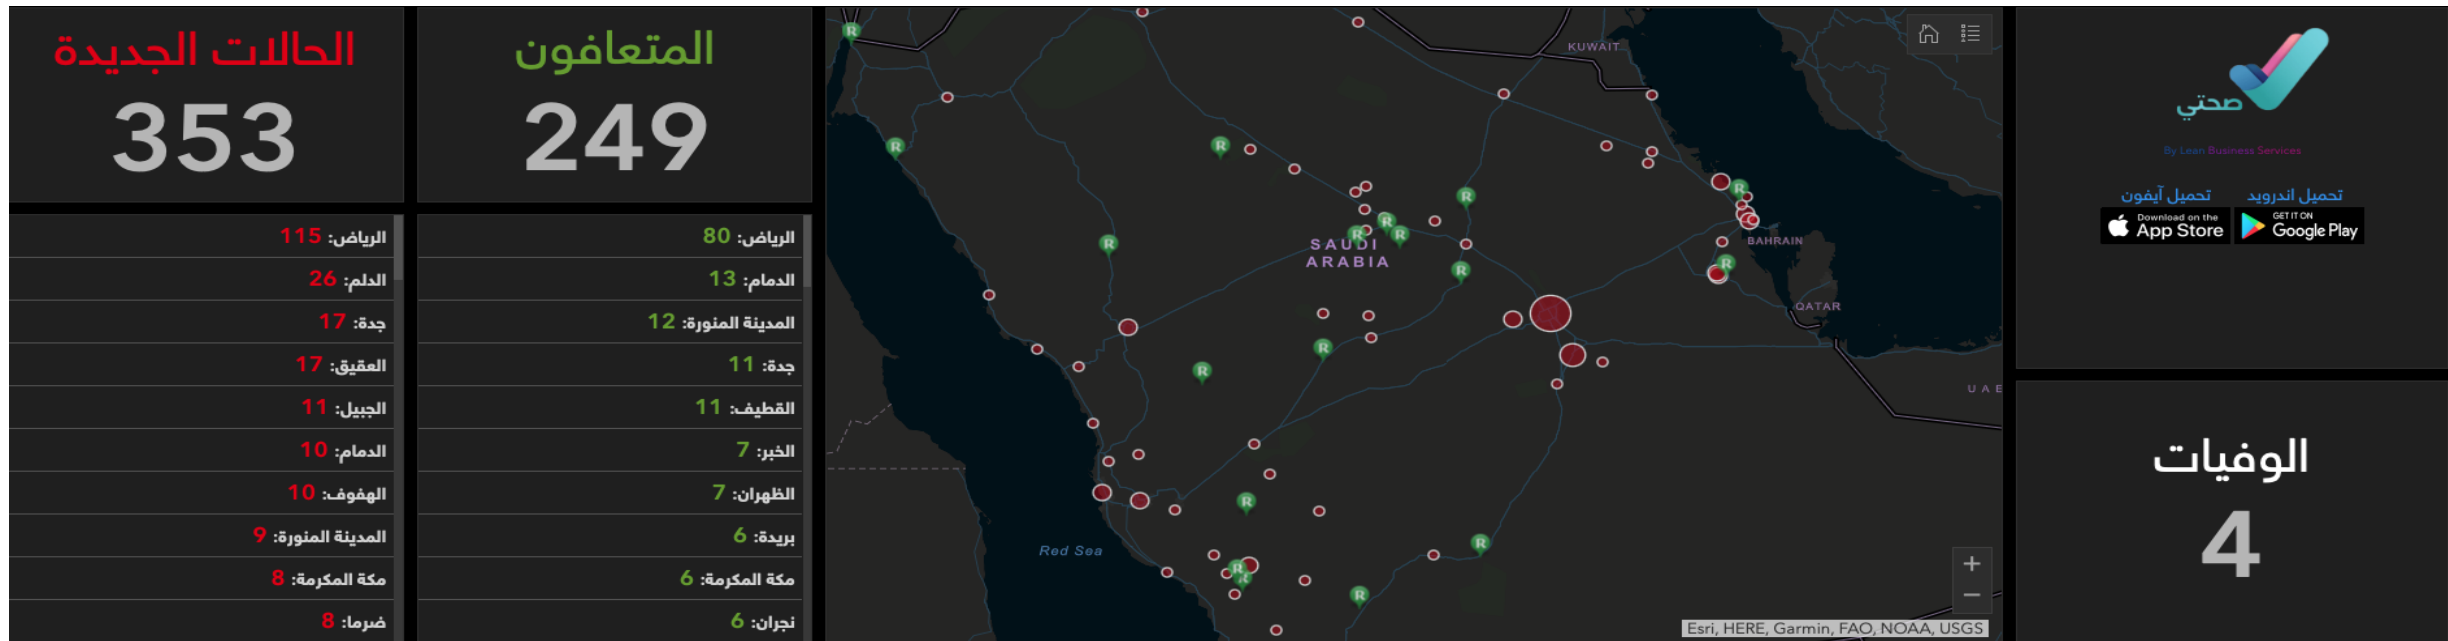 الحالات الجديدة
353
الرياض: 115
الدلم: 26
جدة: 17
العقيق: 17
الجبيل: 11
الدمام: 10
الهفوف: 10
المدينة المنورة: 9
مكة المكرمة: 8
ضرما: 8
المتعافون
249
الرياض: 80
الدمام: 13
المدينة المنورة: 12
جدة: 11
القطيف: 11
الخبر: 7
الظهران: 7
بريدة: 6
مكة المكرمة: 6
نجران: 6
KUWAIT
SAUDI
ARABIA
BAHRAIN
QATAR
UAE
Red Sea
Esri, HERE, Garmin, FAO, NOAA, USGS
صحتي
By Lean Business Services
تحميل اندرويد
تحميل آيفون
Download on the
App Store
GET IT ON
Google Play
الوفيات
4